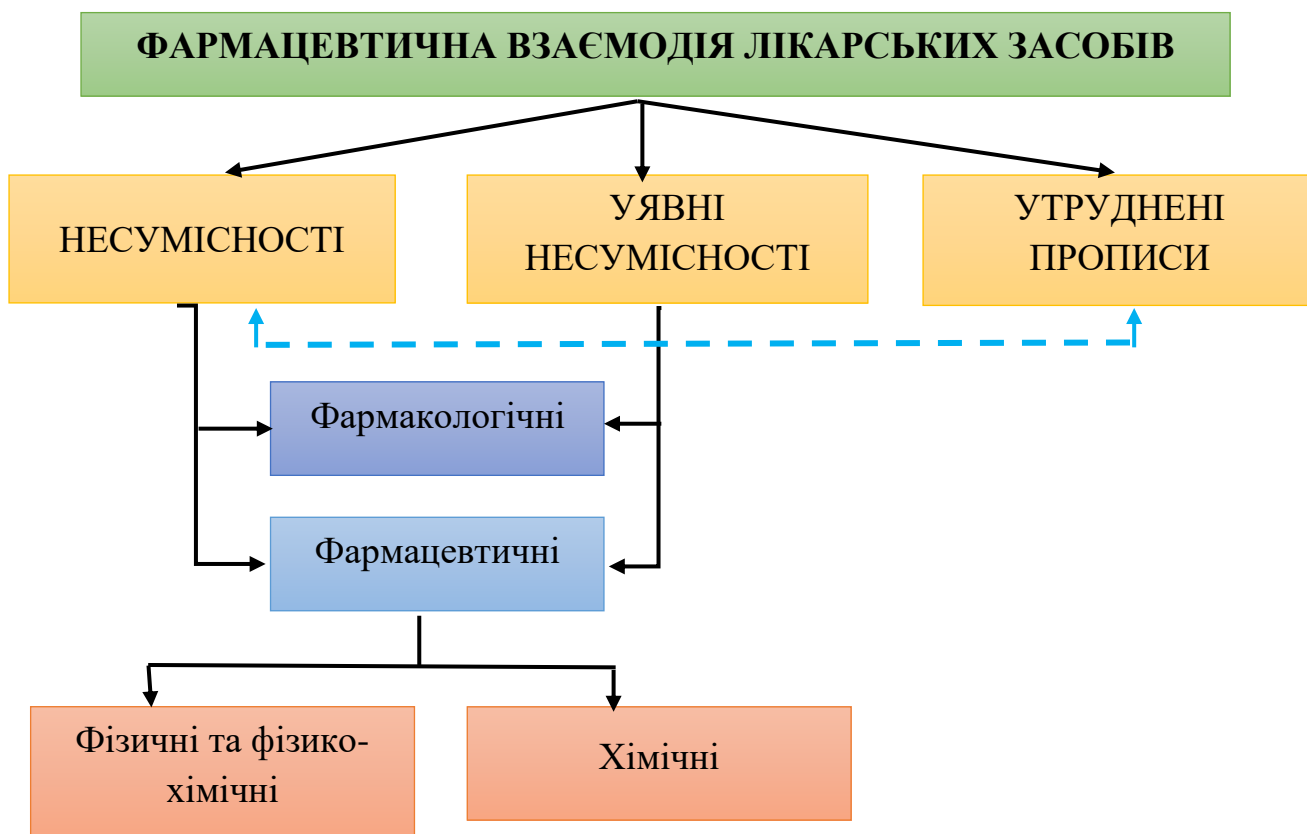 ФАРМАЦЕВТИЧНА ВЗАЄМОДІЯ ЛІКАРСЬКИХ ЗАСОБІВ
НЕСУМІСНОСТІ
УЯВНІ
НЕСУМІСНОСТІ
УТРУДНЕНІ
ПРОПИСИ
Фармакологічні
Фармацевтичні
Фізичні та фізико-
хімічні
Хімічні